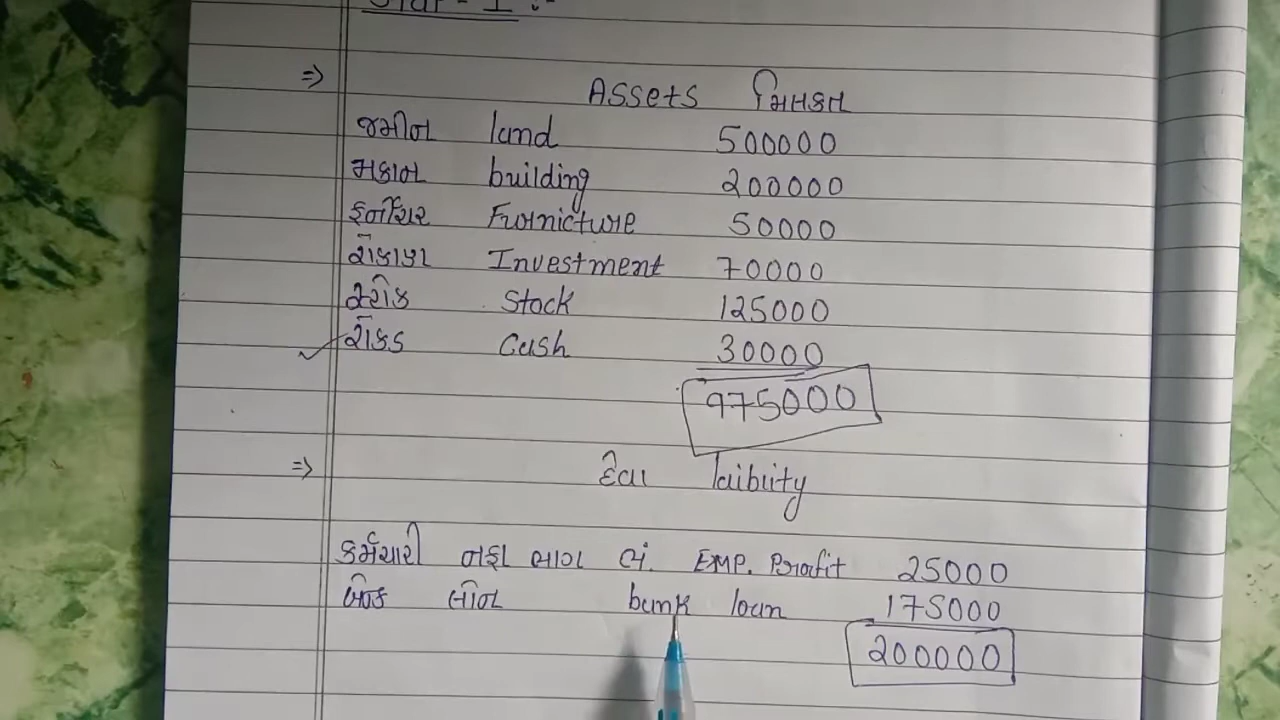 => Assets મિલકત
જમીન land 500000
મકાન building 200000
ફર્નિચર Furnicture 50000
રોકાણ Investment 70000
સ્ટોક Stock 125000
રોકડ Cash 30000
975000
=> દેવા laibiity
કર્મચારી નફા ભાગ ચં. EMP. Profit 25000
બેંક લોન bank loan 175000
200000